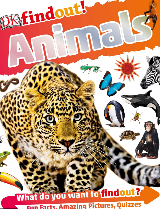 DK findout!
Animals
What do you want to findout?
Fun Facts, Amazing Pictures, Quizzes